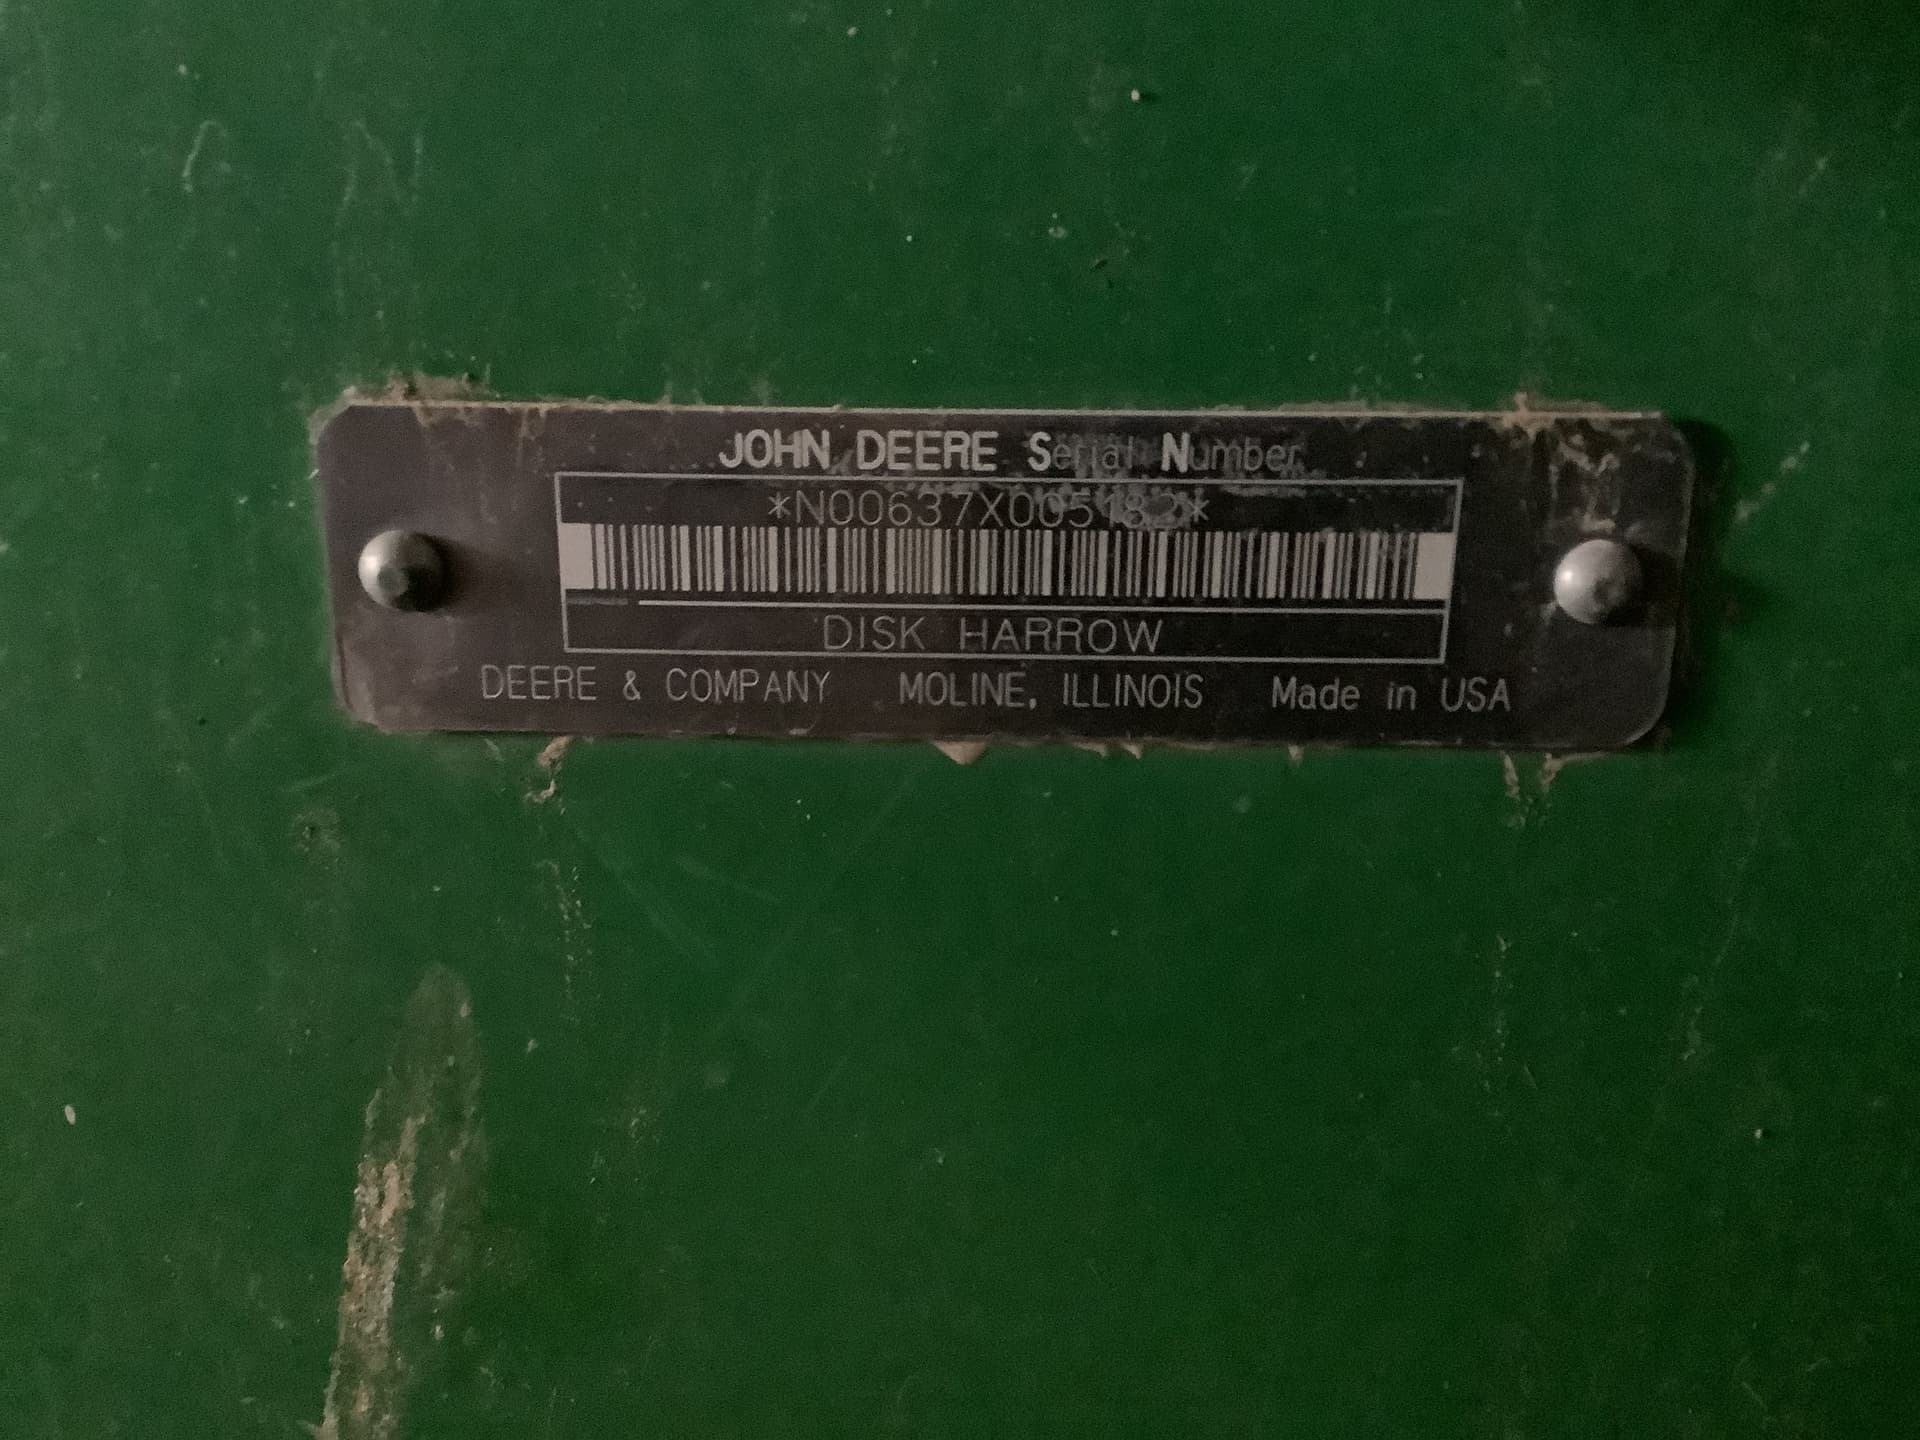 JOHN DEERE Serial Number
*N00637X005182*
DISK HARROW
DEERE & COMPANY MOLINE, ILLINOIS Made in USA